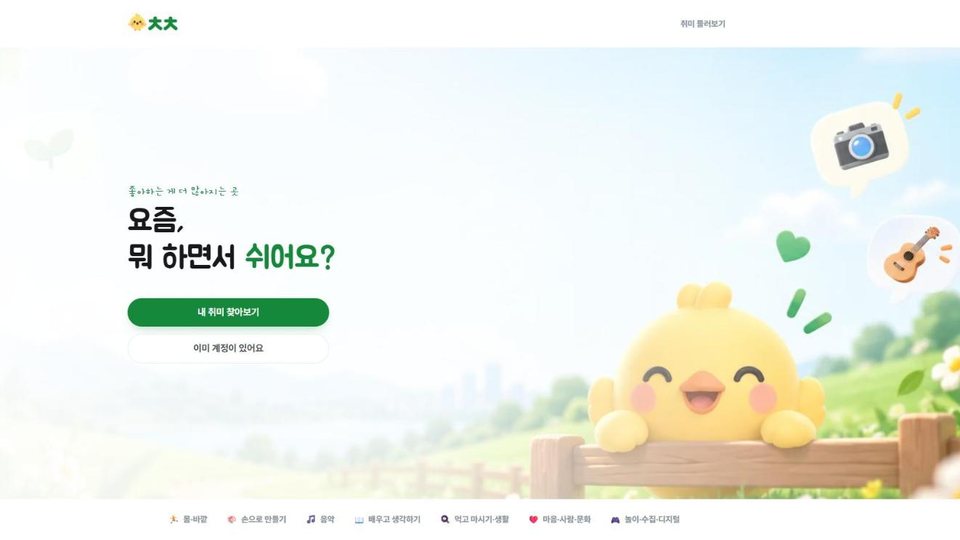 ㅊㅊ
취미 둘러보기
좋아하는 게 더 많아지는 곳
요즘,
뭐 하면서 쉬어요?
내 취미 찾아보기
이미 계정이 있어요
몸·바깥
손으로 만들기
음악
배우고 생각하기
먹고 마시기·생활
마음·사람·문화
놀이·수집·디지털